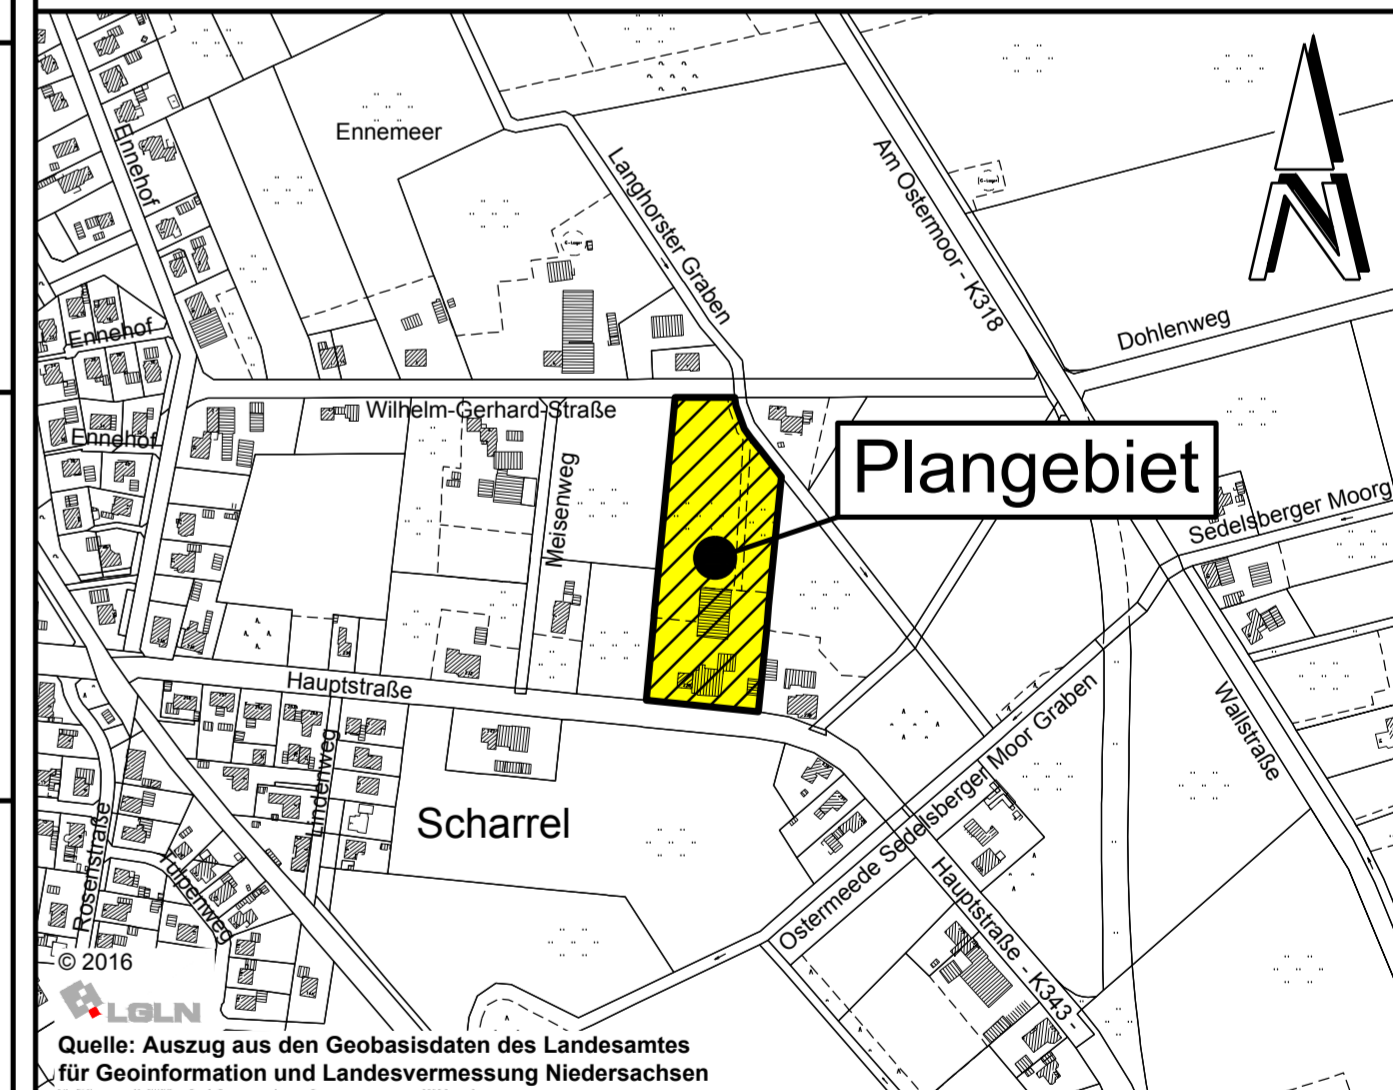 Ennemeer
Ennehof
Langhorster Graben
Am Ostermoor - K318
N
Dohlenweg
Ennehof
Wilhelm-Gerhard-Straße
Ennehof
Meisenweg
Plangebiet
Sedelsberger Moorg
Hauptstraße
Wallstraße
Lindenweg
Scharrel
Rosenstraße
Tulpenweg
Ostermeede Sedelsberger Moor Graben
Hauptstraße - K343 -
© 2016
LGLN
Quelle: Auszug aus den Geobasisdaten des Landesamtes
für Geoinformation und Landesvermessung Niedersachsen